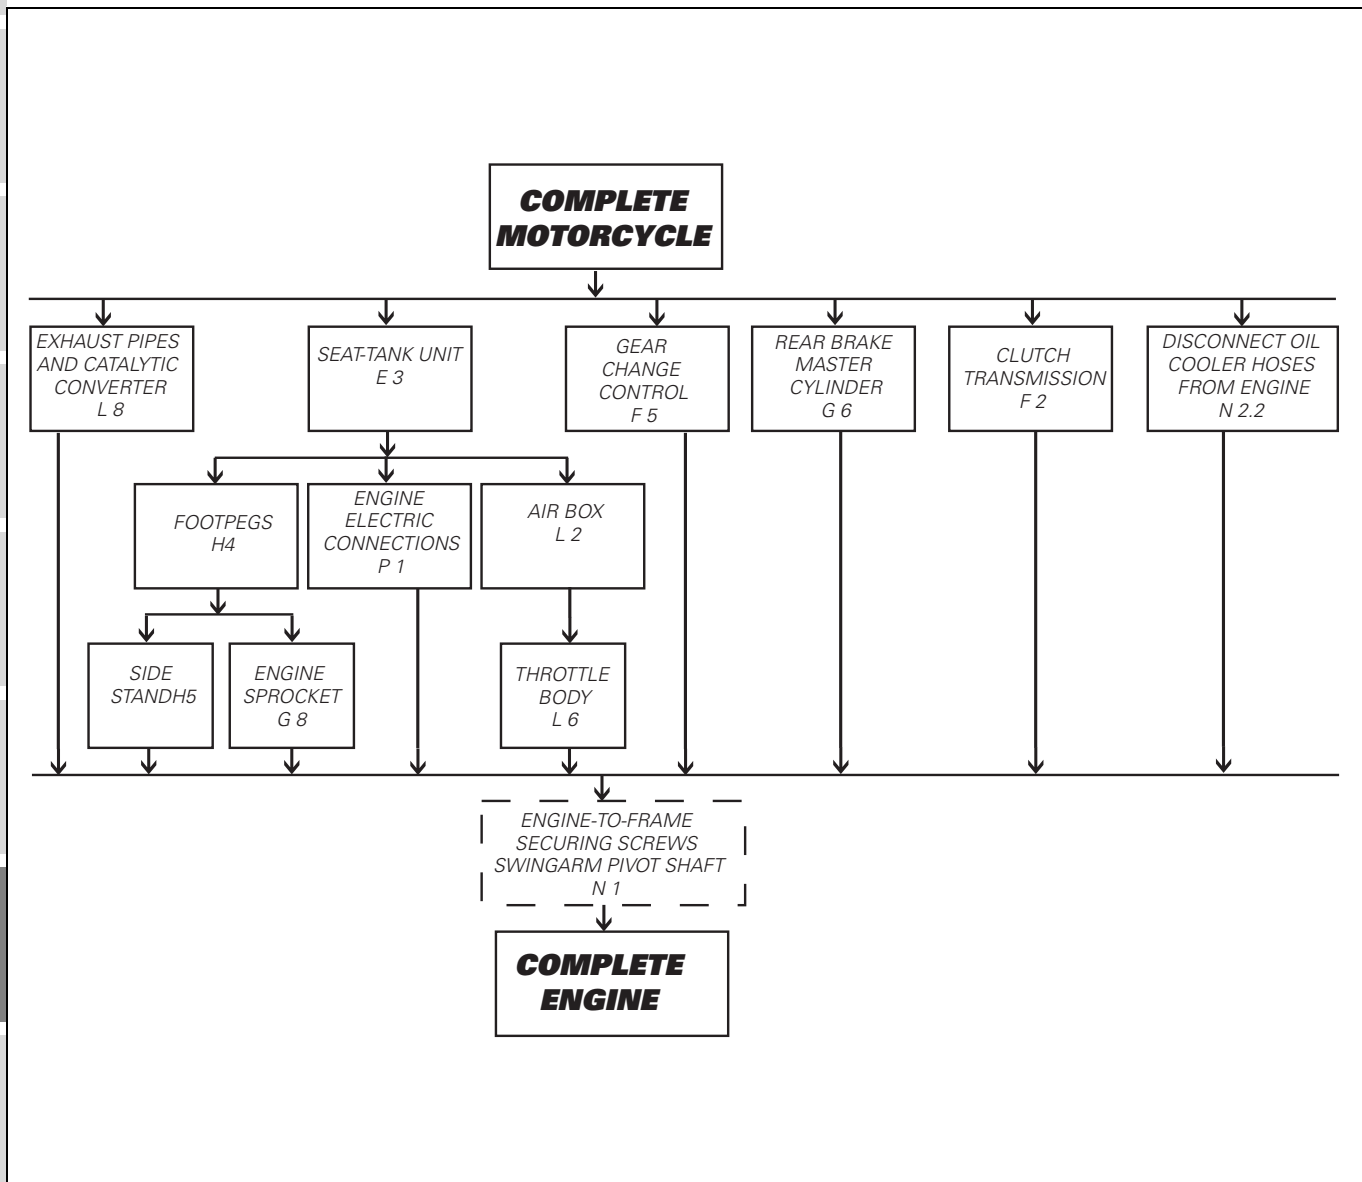 COMPLETE
MOTORCYCLE
EXHAUST PIPES
AND CATALYTIC
CONVERTER
L 8
SEAT-TANK UNIT
E 3
GEAR
CHANGE
CONTROL
F 5
REAR BRAKE
MASTER
CYLINDER
G 6
CLUTCH
TRANSMISSION
F 2
DISCONNECT OIL
COOLER HOSES
FROM ENGINE
N 2.2
FOOTPEGS
H4
ENGINE
ELECTRIC
CONNECTIONS
P 1
AIR BOX
L 2
SIDE
STANDH5
ENGINE
SPROCKET
G 8
THROTTLE
BODY
L 6
ENGINE-TO-FRAME
SECURING SCREWS
SWINGARM PIVOT SHAFT
N 1
COMPLETE
ENGINE